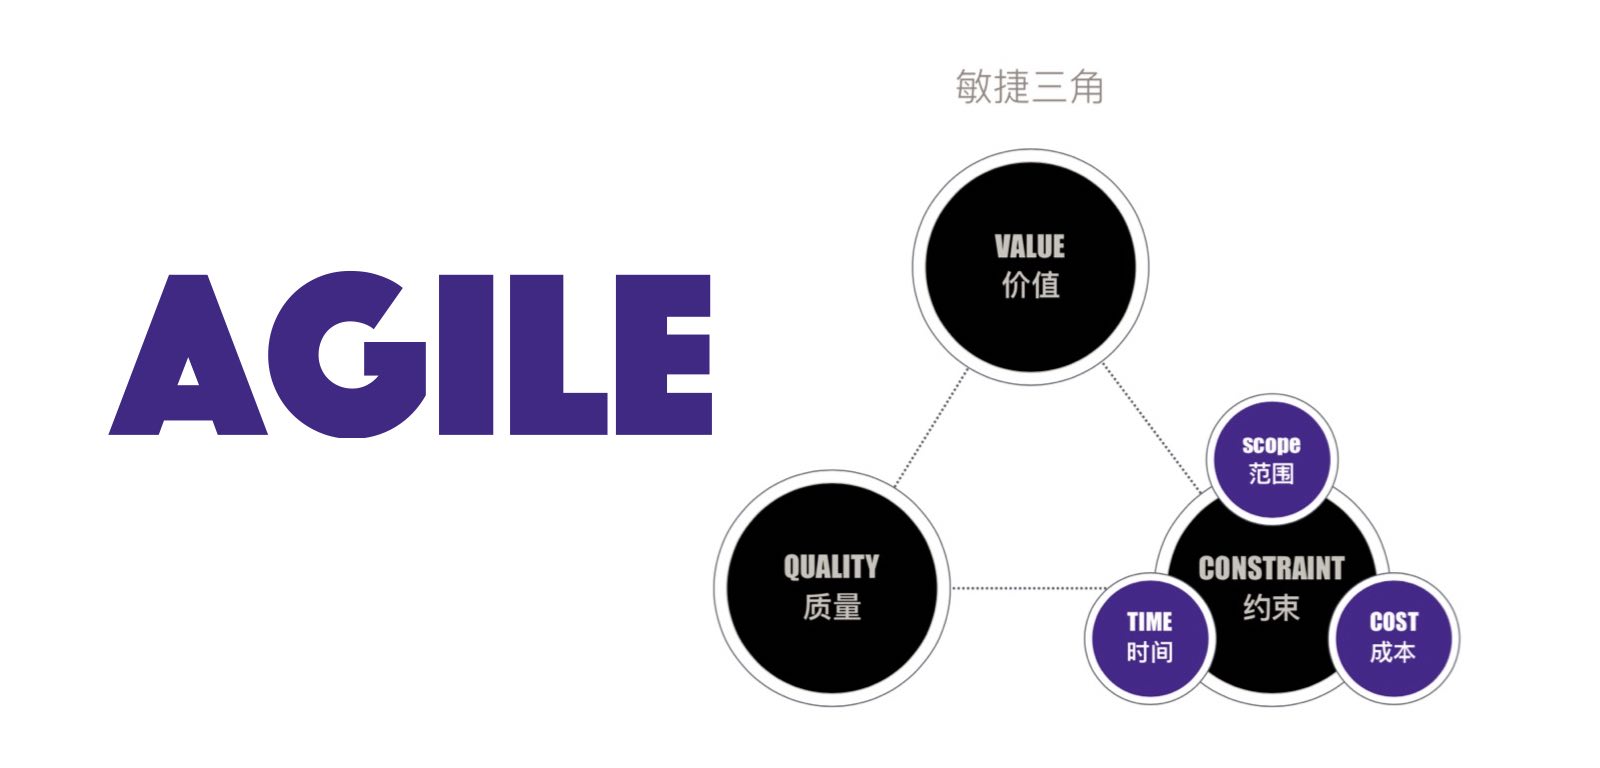 敏捷三角
AGILE
VALUE
价值
scope
范围
QUALITY
质量
CONSTRAINT
约束
TIME
时间
COST
成本